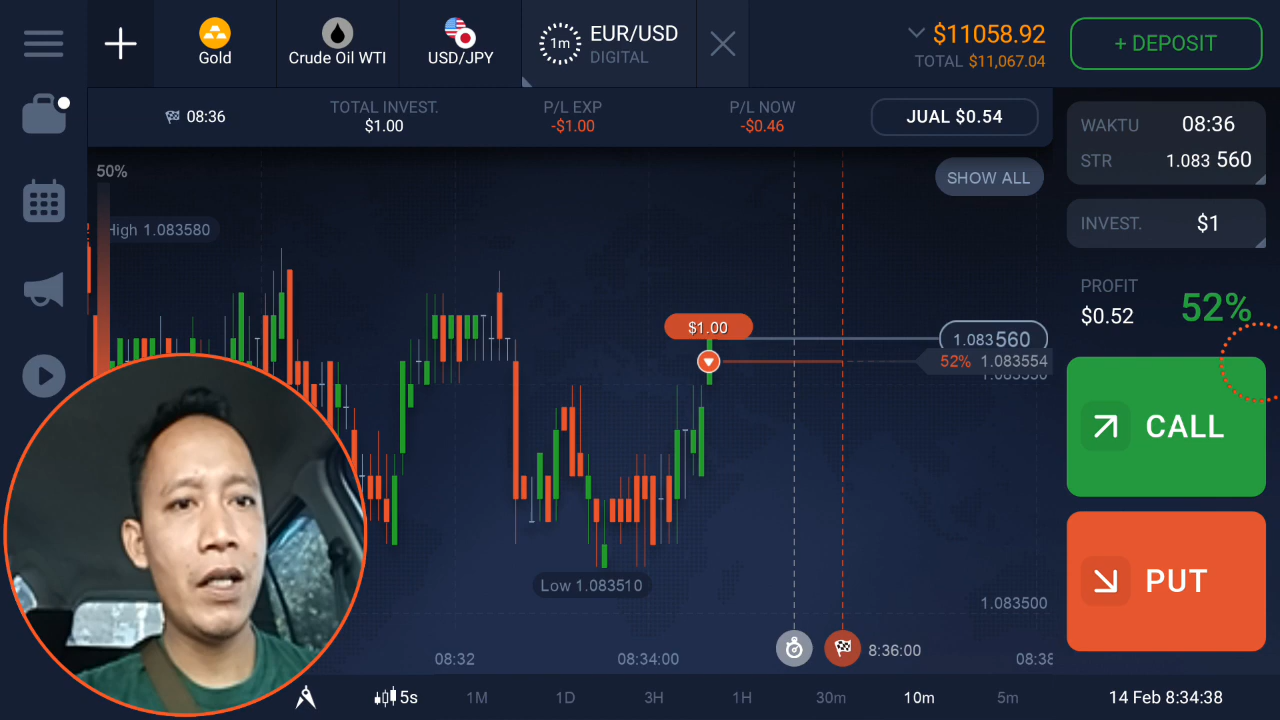 Gold
Crude Oil WTI
USD/JPY
1m
EUR/USD
DIGITAL
$11058.92
TOTAL $11,067.04
+ DEPOSIT
08:36
TOTAL INVEST.
$1.00
P/L EXP
-$1.00
P/L NOW
-$0.46
JUAL $0.54
WAKTU 08:36
STR 1.083 560
INVEST. $1
PROFIT
$0.52
52%
CALL
PUT
50%
SHOW ALL
High 1.083580
$1.00
1.083560
52% 1.083554
1.083550
Low 1.083510
1.083500
8:36:00
08:32
08:34:00
08:38
5s
1M
1D
3H
1H
30m
10m
5m
14 Feb 8:34:38